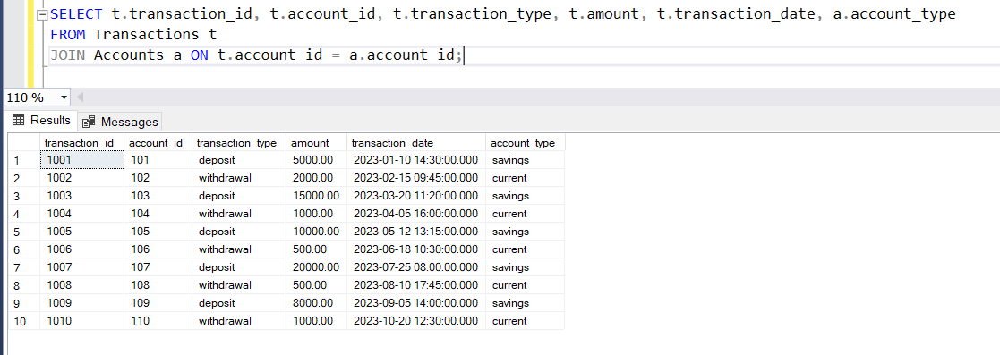 SELECT t.transaction_id, t.account_id, t.transaction_type, t.amount, t.transaction_date, a.account_type
FROM Transactions t
JOIN Accounts a ON t.account_id = a.account_id;
110 %
Results Messages
transaction_id account_id transaction_type amount transaction_date account_type
1 1001 101 deposit 5000.00 2023-01-10 14:30:00.000 savings
2 1002 102 withdrawal 2000.00 2023-02-15 09:45:00.000 current
3 1003 103 deposit 15000.00 2023-03-20 11:20:00.000 savings
4 1004 104 withdrawal 1000.00 2023-04-05 16:00:00.000 current
5 1005 105 deposit 10000.00 2023-05-12 13:15:00.000 savings
6 1006 106 withdrawal 500.00 2023-06-18 10:30:00.000 current
7 1007 107 deposit 20000.00 2023-07-25 08:00:00.000 savings
8 1008 108 withdrawal 500.00 2023-08-10 17:45:00.000 current
9 1009 109 deposit 8000.00 2023-09-05 14:00:00.000 savings
10 1010 110 withdrawal 1000.00 2023-10-20 12:30:00.000 current